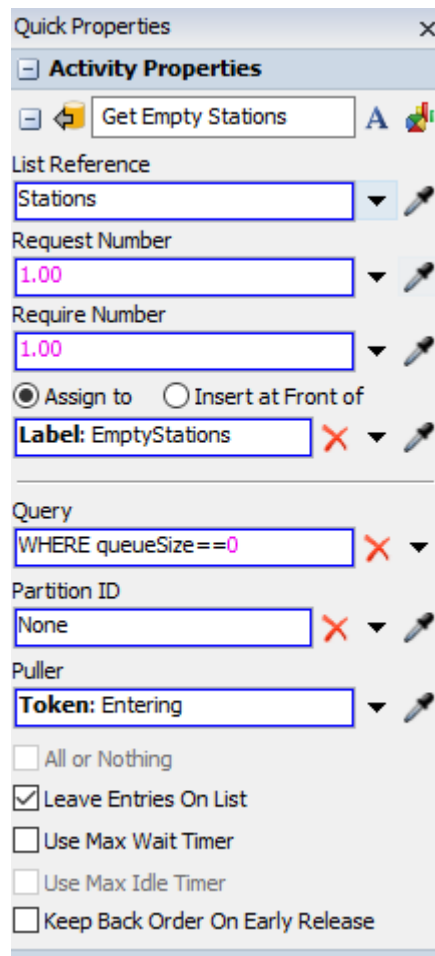 Quick Properties
Activity Properties
Get Empty Stations A
List Reference
Stations
Request Number
1.00
Require Number
1.00
Assign to Insert at Front of
Label: EmptyStations
Query
WHERE queueSize==0
Partition ID
None
Puller
Token: Entering
All or Nothing
Leave Entries On List
Use Max Wait Timer
Use Max Idle Timer
Keep Back Order On Early Release